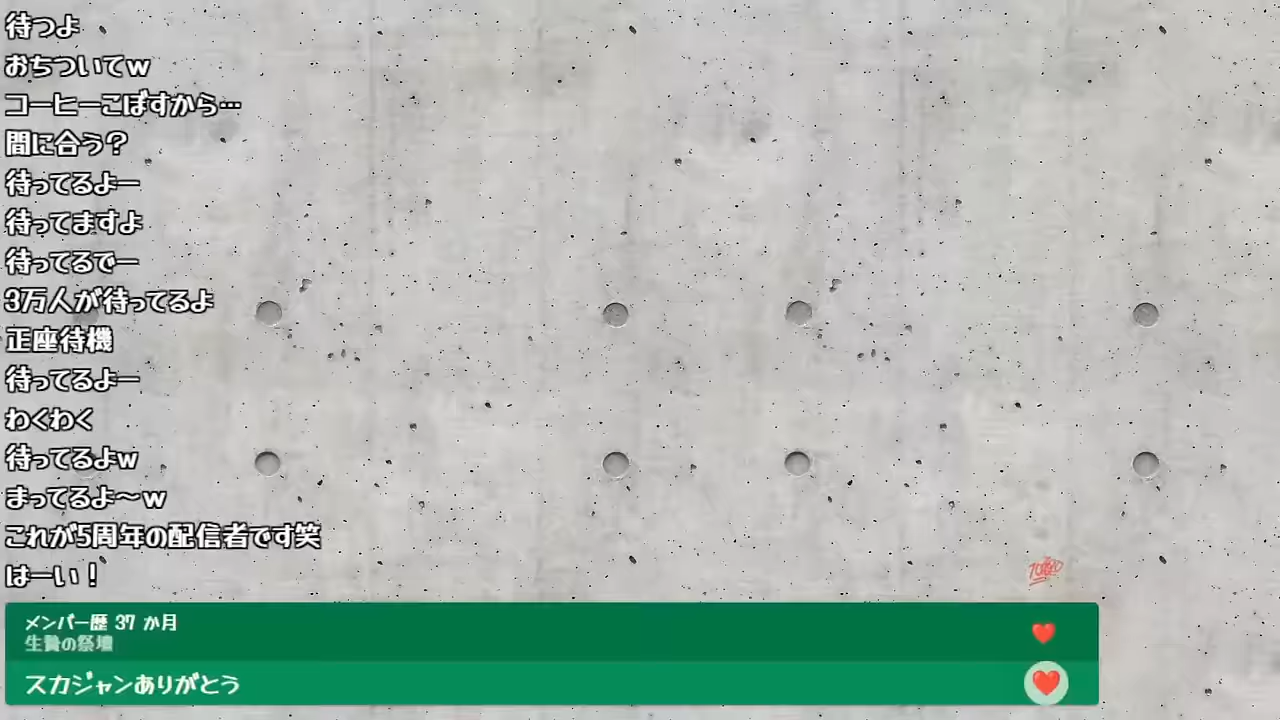 待つよ
おちついてw
コーヒーこぼすから…
間に合う？
待ってるよー
待ってますよ
待ってるでー
3万人が待ってるよ
正座待機
待ってるよー
わくわく
待ってるよw
まってるよ～w
これが5周年の配信者です笑
はーい！
メンバー歴 37 か月
生贄の祭壇
スカジャンありがとう